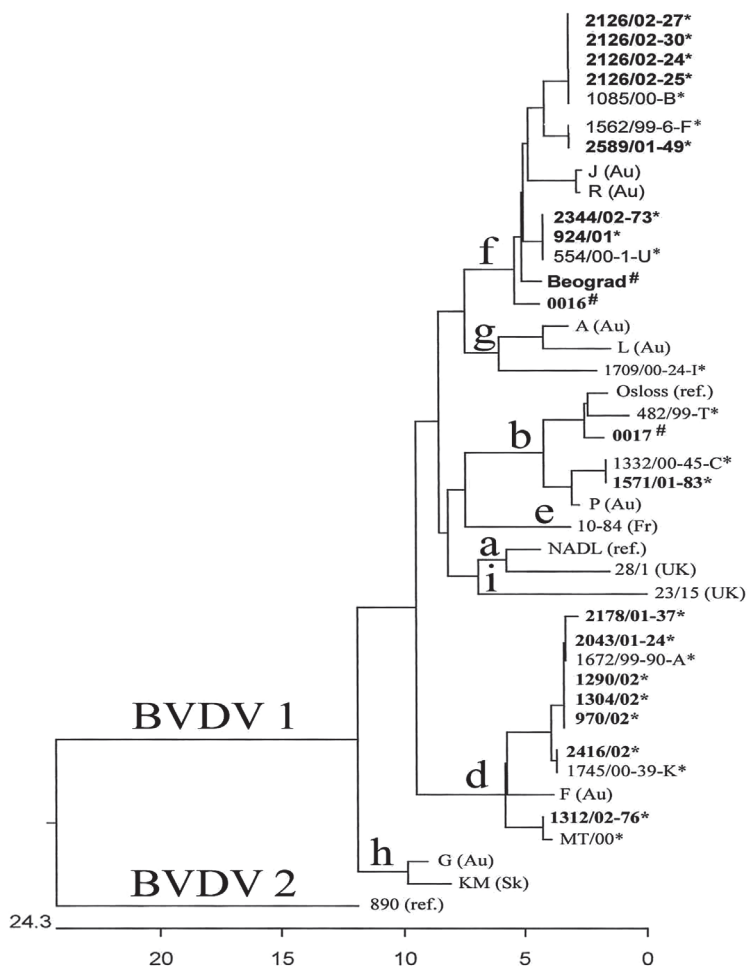 2126/02-27*
2126/02-30*
2126/02-24*
2126/02-25*
1085/00-B*
1562/99-6-F*
2589/01-49*
J (Au)
R (Au)
2344/02-73*
924/01*
554/00-1-U*
f
Beograd#
0016#
A (Au)
g
L (Au)
1709/00-24-I*
Osloss (ref.)
482/99-T*
b
0017#
1332/00-45-C*
1571/01-83*
P (Au)
e
10-84 (Fr)
a
NADL (ref.)
28/1 (UK)
i
23/15 (UK)
2178/01-37*
2043/01-24*
1672/99-90-A*
1290/02*
1304/02*
970/02*
BVDV 1
2416/02*
1745/00-39-K*
d
F (Au)
1312/02-76*
MT/00*
h
G (Au)
KM (Sk)
BVDV 2
890 (ref.)
24.3
20 15 10 5 0